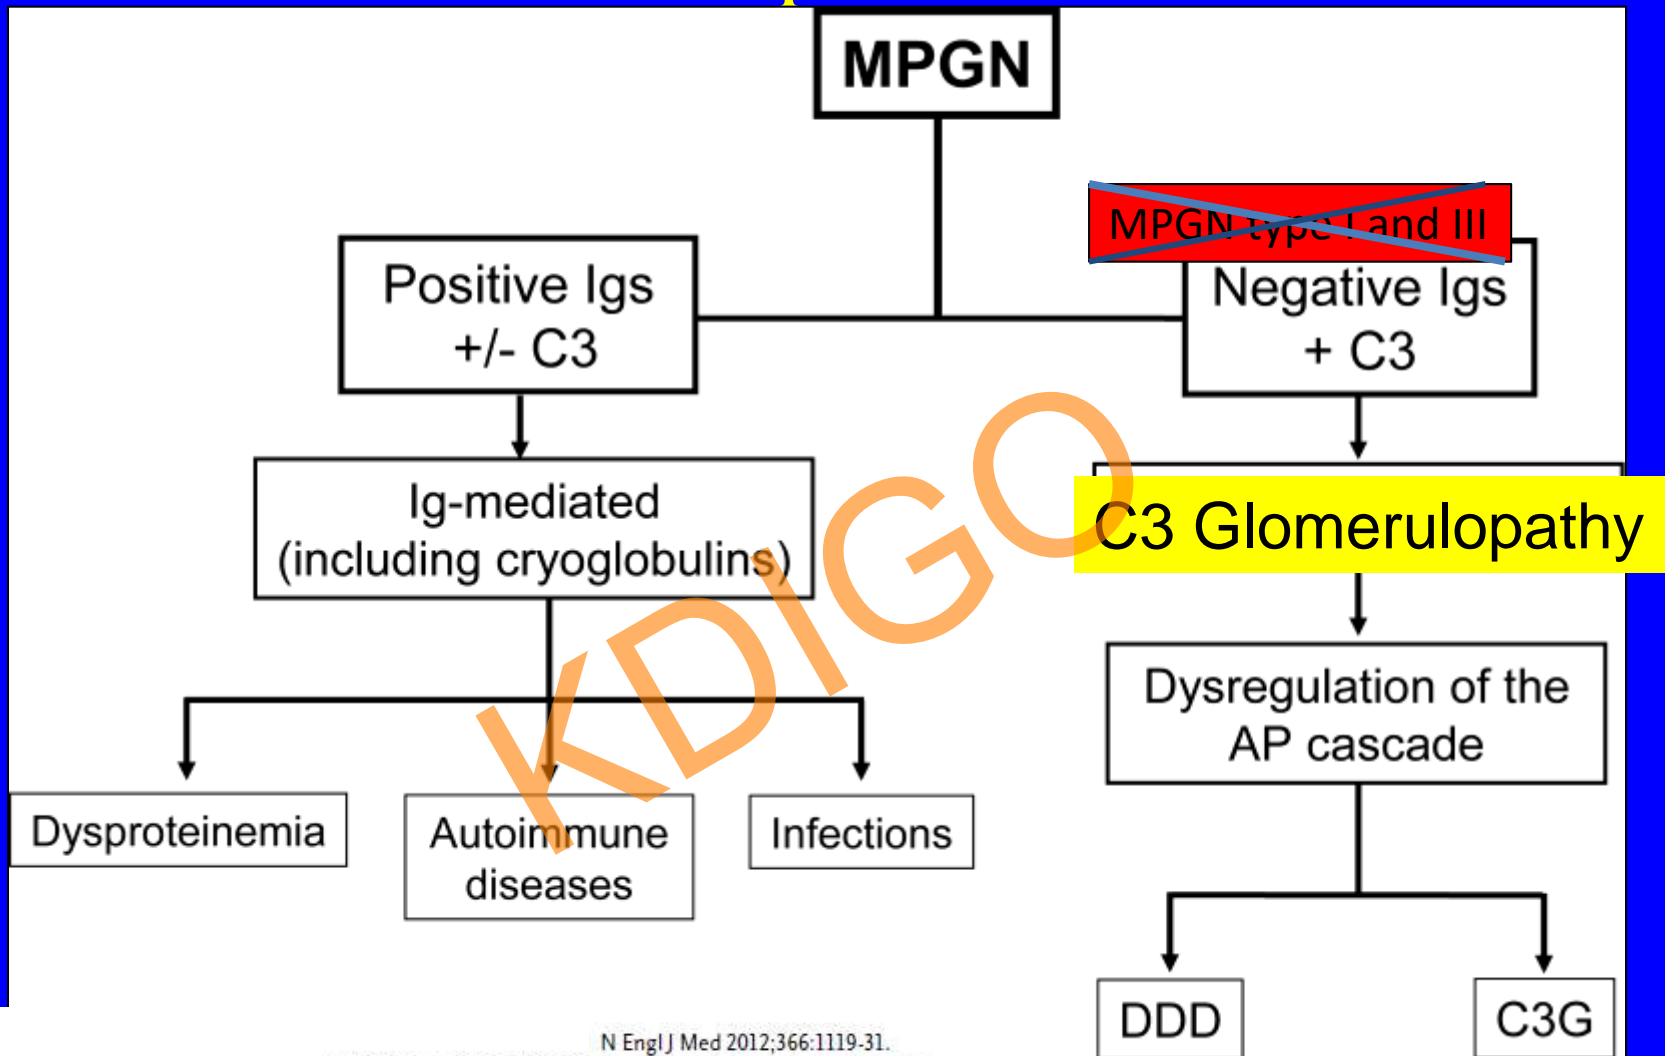 MPGN
MPGN type I and III
Positive Igs
+/- C3
Negative Igs
+ C3
Ig-mediated
(including cryoglobulins)
C3 Glomerulopathy
KDIGO
Dysregulation of the
AP cascade
Dysproteinemia
Autoimmune
diseases
Infections
DDD
C3G
N Engl J Med 2012;366:1119-31.